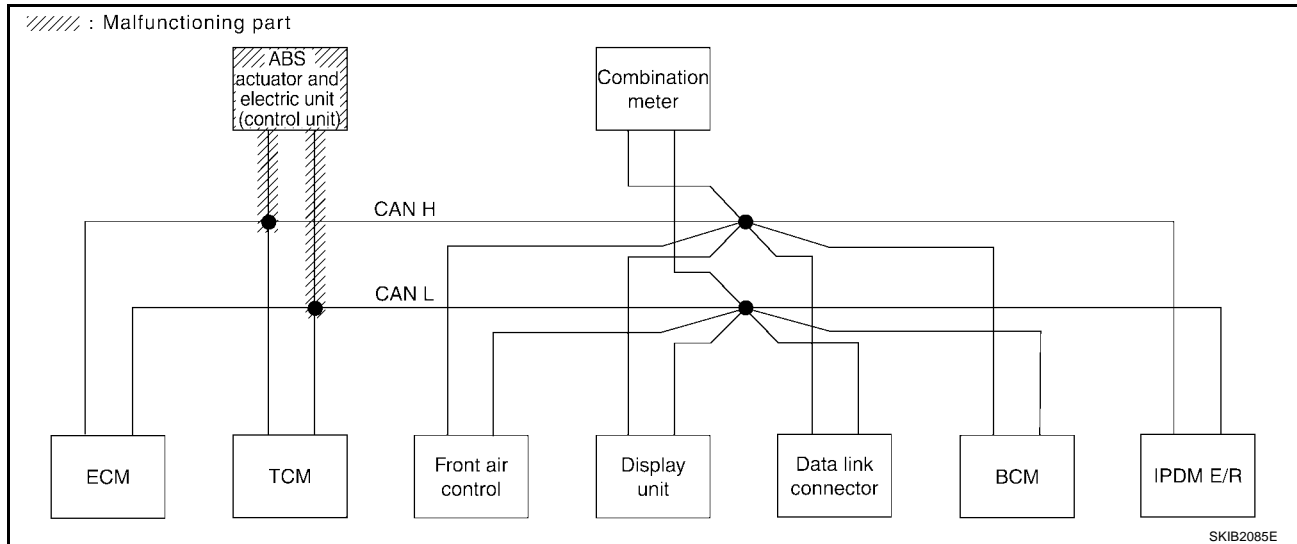 : Malfunctioning part
ABS
actuator and
electric unit
(control unit)
Combination
meter
CAN H
CAN L
ECM
TCM
Front air
control
Display
unit
Data link
connector
BCM
IPDM E/R
SKIB2085E